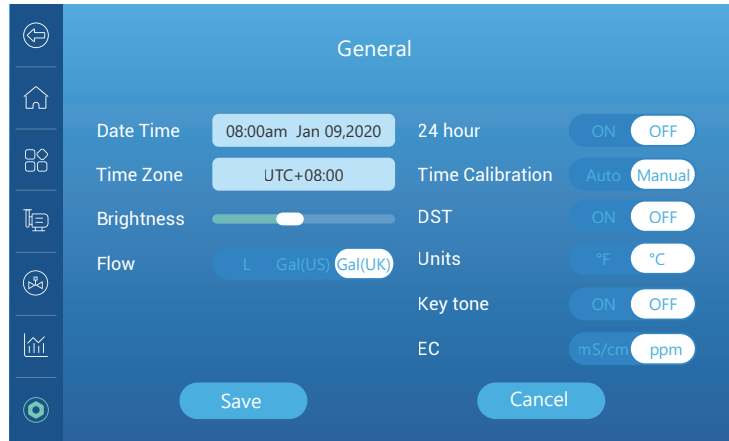 General
Date Time 08:00am Jan 09,2020 24 hour ON OFF
Time Zone UTC+08:00 Time Calibration Auto Manual
Brightness DST ON OFF
Flow L Gal(US) Gal(UK) Units °F °C
Key tone ON OFF
EC mS/cm ppm
Save Cancel